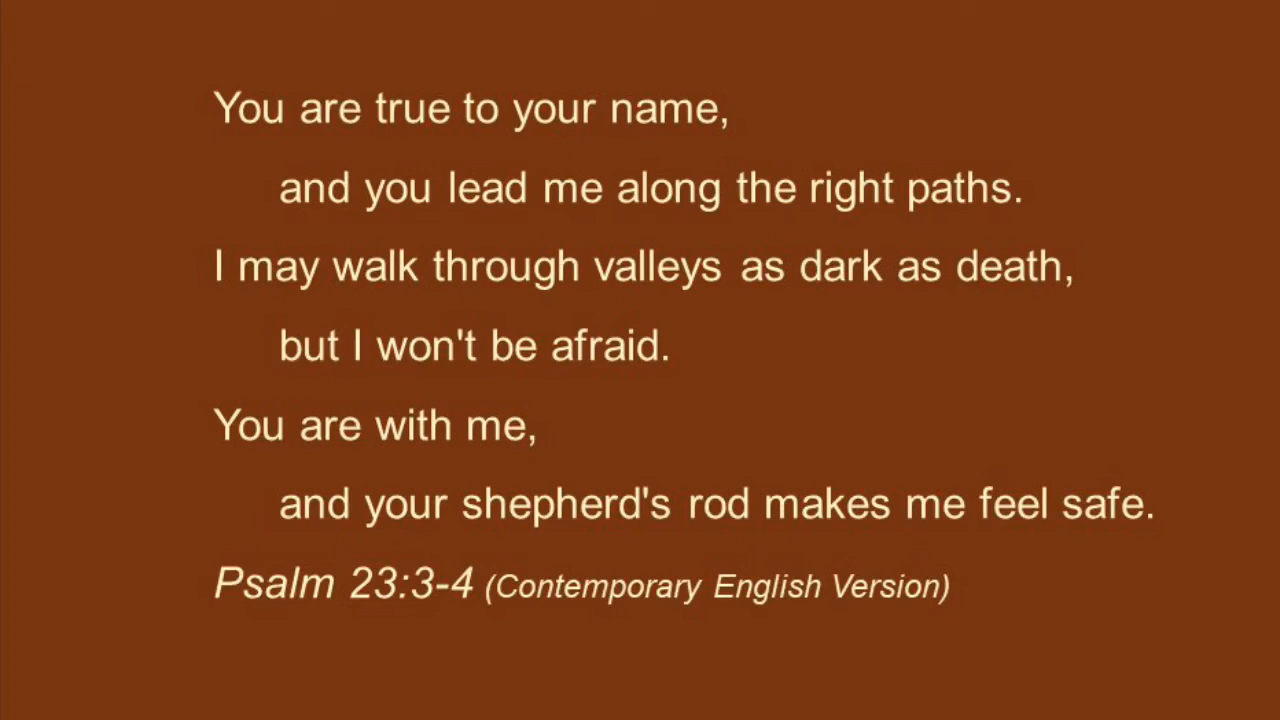 You are true to your name,
and you lead me along the right paths.
I may walk through valleys as dark as death,
but I won't be afraid.
You are with me,
and your shepherd's rod makes me feel safe.
Psalm 23:3-4 (Contemporary English Version)